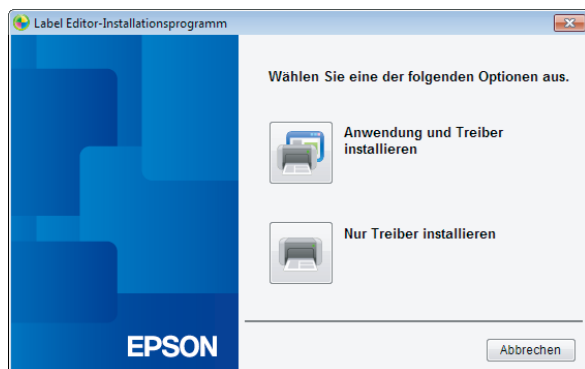 Label Editor-Installationsprogramm
Wählen Sie eine der folgenden Optionen aus.
Anwendung und Treiber
installieren
Nur Treiber installieren
EPSON
Abbrechen